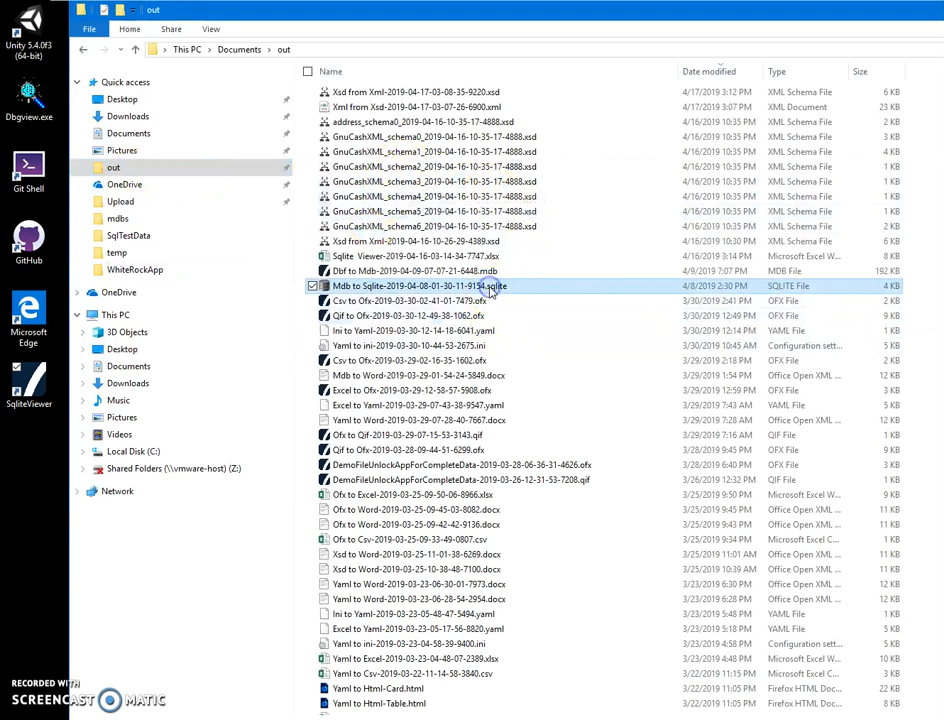 out
File Home Share View
This PC Documents out
Name Date modified Type Size
Unity 5.4.0f3
(64-bit)
Dbgview.exe
Git Shell
GitHub
Microsoft
Edge
SqliteViewer
Quick access
Desktop
Downloads
Documents
Pictures
out
OneDrive
Upload
mdbs
SqlTestData
temp
WhiteRockApp
OneDrive
This PC
3D Objects
Desktop
Documents
Downloads
Music
Pictures
Videos
Local Disk (C:)
Shared Folders (\\vmware-host) (Z:)
Network
Xsd from Xml-2019-04-17-03-08-35-9220.xsd 4/17/2019 3:12 PM XML Schema File 6 KB
Xml from Xsd-2019-04-17-03-07-26-6900.xml 4/17/2019 3:07 PM XML Document 23 KB
address_schema0_2019-04-16-10-35-17-4888.xsd 4/16/2019 10:35 PM XML Schema File 2 KB
GnuCashXML_schema0_2019-04-16-10-35-17-4888.xsd 4/16/2019 10:35 PM XML Schema File 2 KB
GnuCashXML_schema1_2019-04-16-10-35-17-4888.xsd 4/16/2019 10:35 PM XML Schema File 4 KB
GnuCashXML_schema2_2019-04-16-10-35-17-4888.xsd 4/16/2019 10:35 PM XML Schema File 1 KB
GnuCashXML_schema3_2019-04-16-10-35-17-4888.xsd 4/16/2019 10:35 PM XML Schema File 2 KB
GnuCashXML_schema4_2019-04-16-10-35-17-4888.xsd 4/16/2019 10:35 PM XML Schema File 1 KB
GnuCashXML_schema5_2019-04-16-10-35-17-4888.xsd 4/16/2019 10:35 PM XML Schema File 2 KB
GnuCashXML_schema6_2019-04-16-10-35-17-4888.xsd 4/16/2019 10:35 PM XML Schema File 1 KB
Xsd from Xml-2019-04-16-10-26-29-4389.xsd 4/16/2019 10:30 PM XML Schema File 6 KB
Sqlite Viewer-2019-04-16-03-14-34-7747.xlsx 4/16/2019 3:14 PM Microsoft Excel W... 8 KB
Dbf to Mdb-2019-04-09-07-07-21-6448.mdb 4/9/2019 7:07 PM MDB File 192 KB
Mdb to Sqlite-2019-04-08-01-30-11-9154.sqlite 4/8/2019 2:30 PM SQLITE File 4 KB
Csv to Ofx-2019-03-30-02-41-01-7479.ofx 3/30/2019 2:41 PM OFX File 3 KB
Qif to Ofx-2019-03-30-12-49-38-1062.ofx 3/30/2019 12:49 PM OFX File 9 KB
Ini to Yaml-2019-03-30-12-14-18-6041.yaml 3/30/2019 12:14 PM YAML File 1 KB
Yaml to ini-2019-03-30-10-44-53-2675.ini 3/30/2019 10:45 AM Configuration sett... 2 KB
Csv to Ofx-2019-03-29-02-16-35-1602.ofx 3/29/2019 2:18 PM OFX File 3 KB
Mdb to Word-2019-03-29-01-54-24-5849.docx 3/29/2019 1:54 PM Office Open XML ... 12 KB
Excel to Ofx-2019-03-29-12-58-57-5908.ofx 3/29/2019 12:59 PM OFX File 3 KB
Excel to Yaml-2019-03-29-07-43-38-9547.yaml 3/29/2019 7:43 AM YAML File 2 KB
Yaml to Word-2019-03-29-07-28-40-7667.docx 3/29/2019 7:28 AM Office Open XML ... 12 KB
Ofx to Qif-2019-03-29-07-15-53-3143.qif 3/29/2019 7:16 AM QIF File 1 KB
Qif to Ofx-2019-03-28-09-44-51-6299.ofx 3/28/2019 9:45 PM OFX File 9 KB
DemoFileUnlockAppForCompleteData-2019-03-28-06-36-31-4626.ofx 3/28/2019 6:40 PM OFX File 3 KB
DemoFileUnlockAppForCompleteData-2019-03-26-12-31-53-7208.qif 3/26/2019 12:32 PM QIF File 1 KB
Ofx to Excel-2019-03-25-09-50-06-8966.xlsx 3/25/2019 9:50 PM Microsoft Excel W... 9 KB
Ofx to Word-2019-03-25-09-45-03-8082.docx 3/25/2019 9:45 PM Office Open XML ... 11 KB
Ofx to Word-2019-03-25-09-42-42-9136.docx 3/25/2019 9:43 PM Office Open XML ... 11 KB
Ofx to Csv-2019-03-25-09-33-49-0807.csv 3/25/2019 9:34 PM Microsoft Excel C... 2 KB
Xsd to Word-2019-03-25-11-01-38-6269.docx 3/25/2019 11:01 AM Office Open XML ... 11 KB
Xsd to Word-2019-03-25-10-38-48-7100.docx 3/25/2019 10:39 AM Office Open XML ... 11 KB
Yaml to Word-2019-03-23-06-30-01-7973.docx 3/23/2019 6:30 PM Office Open XML ... 12 KB
Yaml to Word-2019-03-23-06-28-54-2954.docx 3/23/2019 6:28 PM Office Open XML ... 12 KB
Ini to Yaml-2019-03-23-05-48-47-5494.yaml 3/23/2019 5:48 PM YAML File 1 KB
Excel to Yaml-2019-03-23-05-17-56-8820.yaml 3/23/2019 5:18 PM YAML File 5 KB
Yaml to ini-2019-03-23-04-58-39-9400.ini 3/23/2019 4:58 PM Configuration sett... 2 KB
Yaml to Excel-2019-03-23-04-48-07-2389.xlsx 3/23/2019 4:48 PM Microsoft Excel W... 10 KB
Yaml to Csv-2019-03-22-11-14-58-3840.csv 3/22/2019 11:15 PM Microsoft Excel C... 3 KB
Yaml to Html-Card.html 3/22/2019 11:05 PM Firefox HTML Doc... 22 KB
Yaml to Html-Table.html 3/22/2019 11:05 PM Firefox HTML Doc... 8 KB
RECORDED WITH
SCREENCAST MATIC